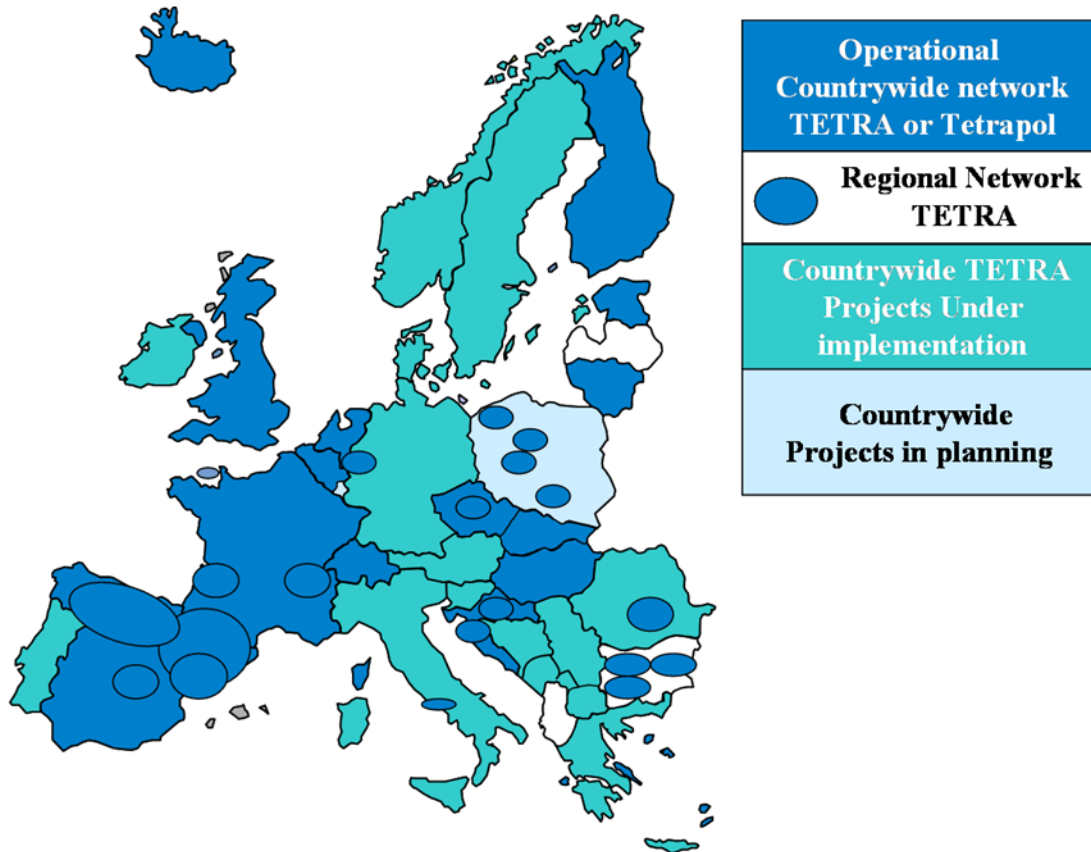 Operational
Countrywide network
TETRA or Tetrapol
Regional Network
TETRA
Countrywide TETRA
Projects Under
implementation
Countrywide
Projects in planning